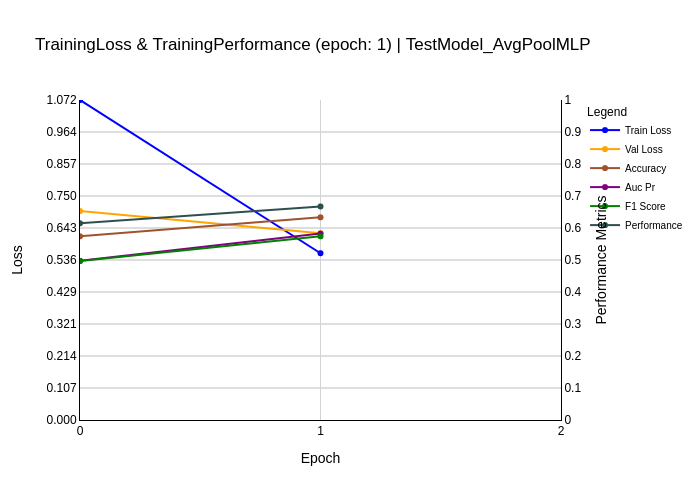 TrainingLoss & TrainingPerformance (epoch: 1) | TestModel_AvgPoolMLP
1.072
0.964
0.857
0.750
0.643
0.536
0.429
0.321
0.214
0.107
0.000
Loss
0
1
2
Epoch
1
0.9
0.8
0.7
0.6
0.5
0.4
0.3
0.2
0.1
0
Performance Metrics
Legend
Train Loss
Val Loss
Accuracy
Auc Pr
F1 Score
Performance